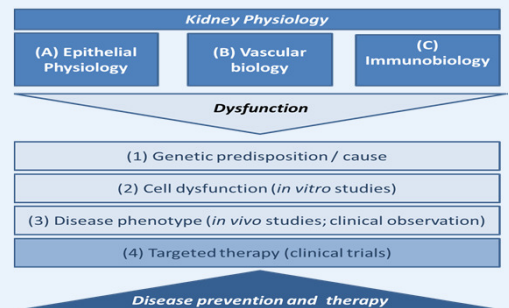 Kidney Physiology
(A) Epithelial
Physiology
(B) Vascular
biology
(C)
Immunobiology
Dysfunction
(1) Genetic predisposition / cause
(2) Cell dysfunction (in vitro studies)
(3) Disease phenotype (in vivo studies; clinical observation)
(4) Targeted therapy (clinical trials)
Disease prevention and therapy